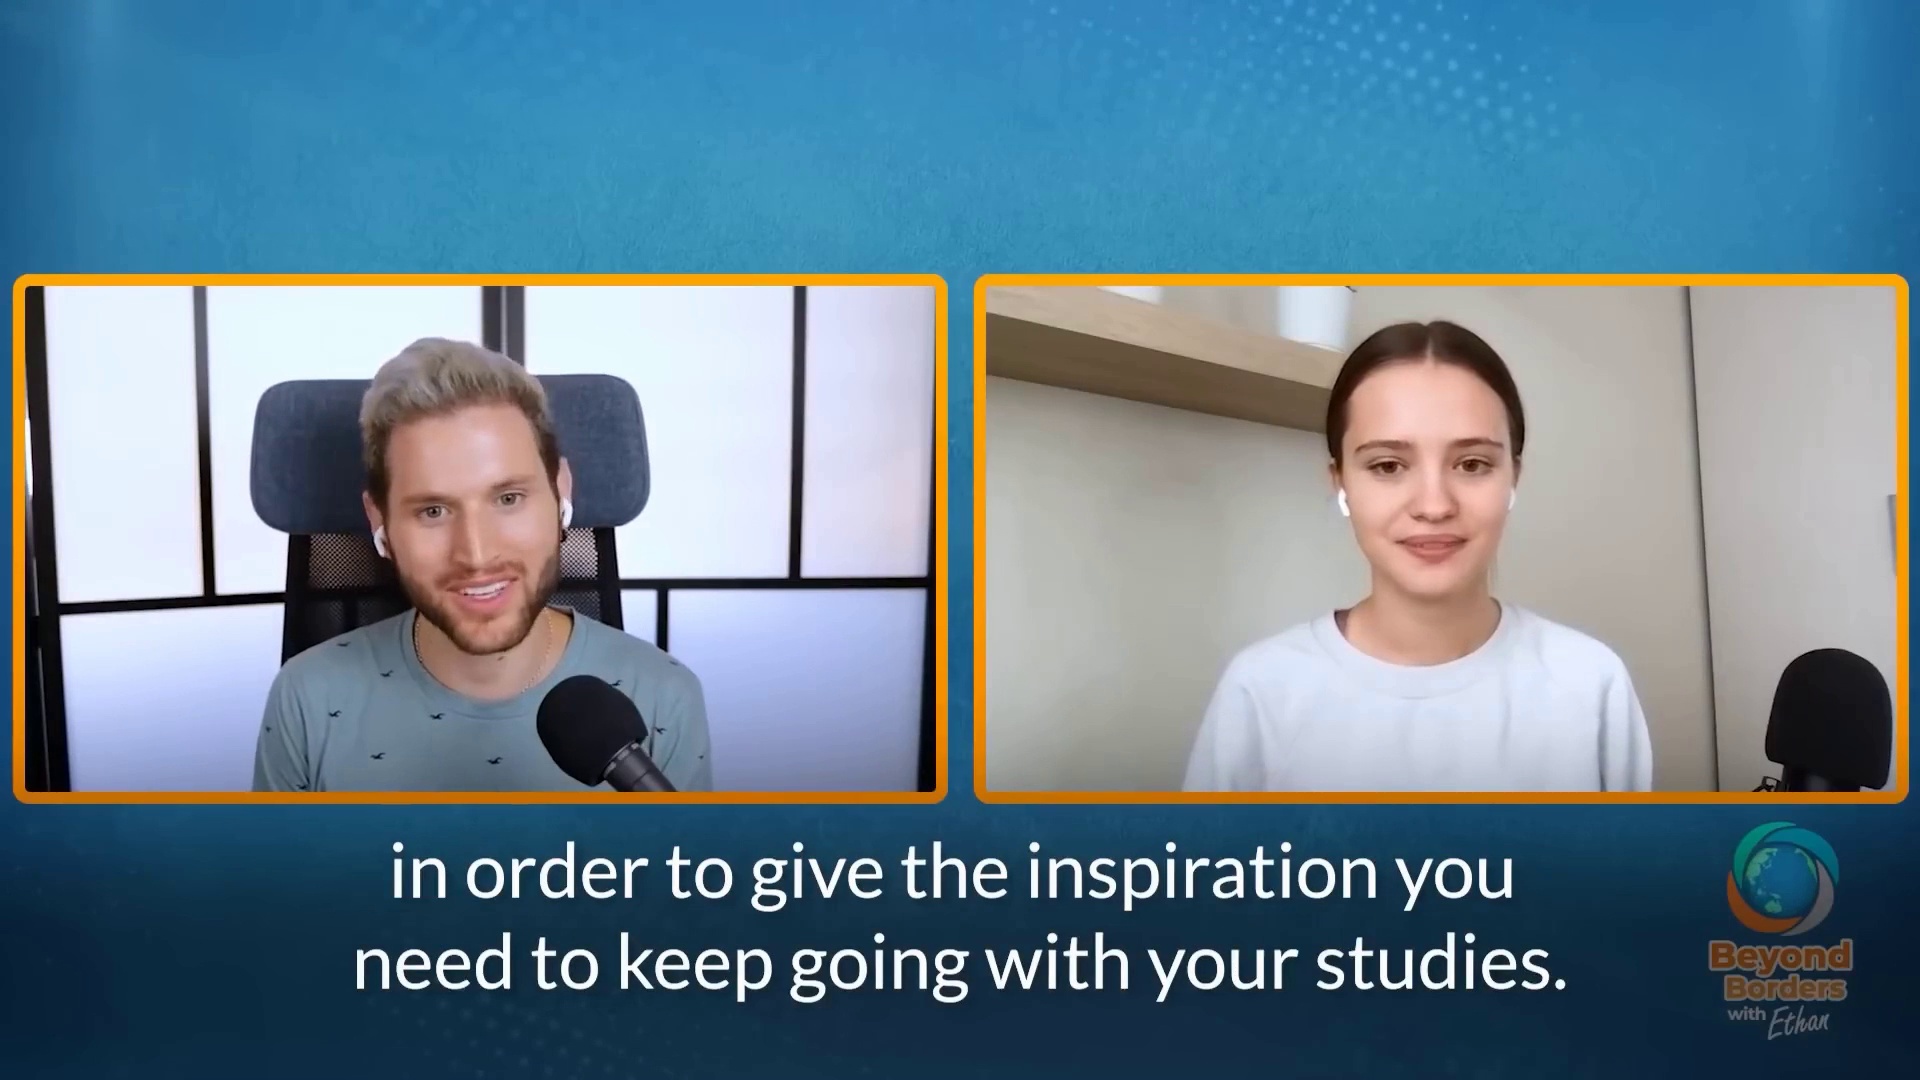 in order to give the inspiration you
need to keep going with your studies.
Beyond
Borders
with Ethan